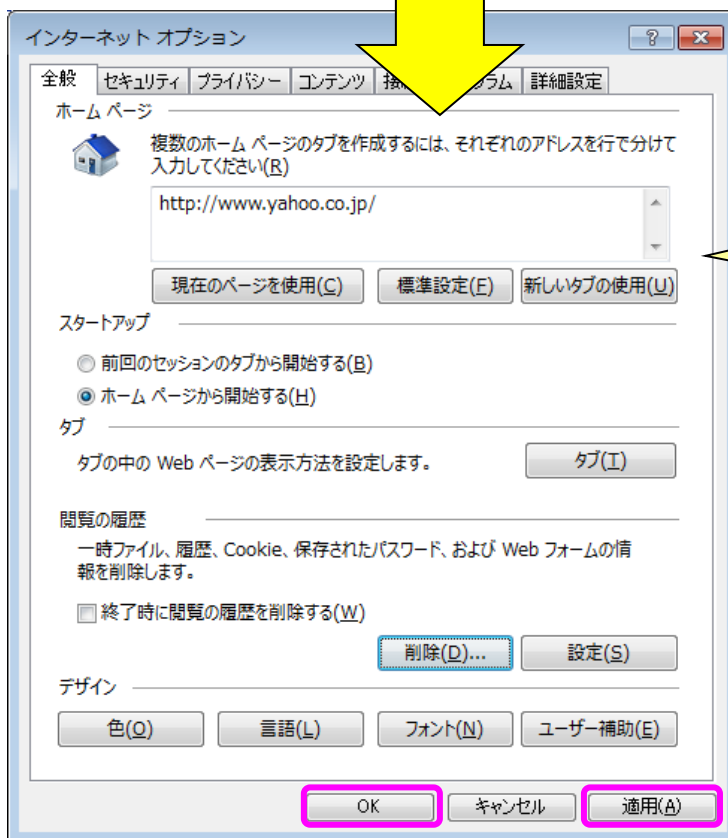 インターネット オプション
全般 セキュリティ プライバシー コンテンツ 詳細設定
ホーム ページ
複数のホーム ページのタブを作成するには、それぞれのアドレスを行で分けて
入力してください(R)
http://www.yahoo.co.jp/
現在のページを使用(C) 標準設定(F) 新しいタブの使用(U)
スタートアップ
前回のセッションのタブから開始する(B)
ホーム ページから開始する(H)
タブ
タブの中の Web ページの表示方法を設定します。 タブ(T)
閲覧の履歴
一時ファイル、履歴、Cookie、保存されたパスワード、および Web フォームの情
報を削除します。
終了時に閲覧の履歴を削除する(W)
削除(D)... 設定(S)
デザイン
色(O) 言語(L) フォント(N) ユーザー補助(E)
OK キャンセル 適用(A)